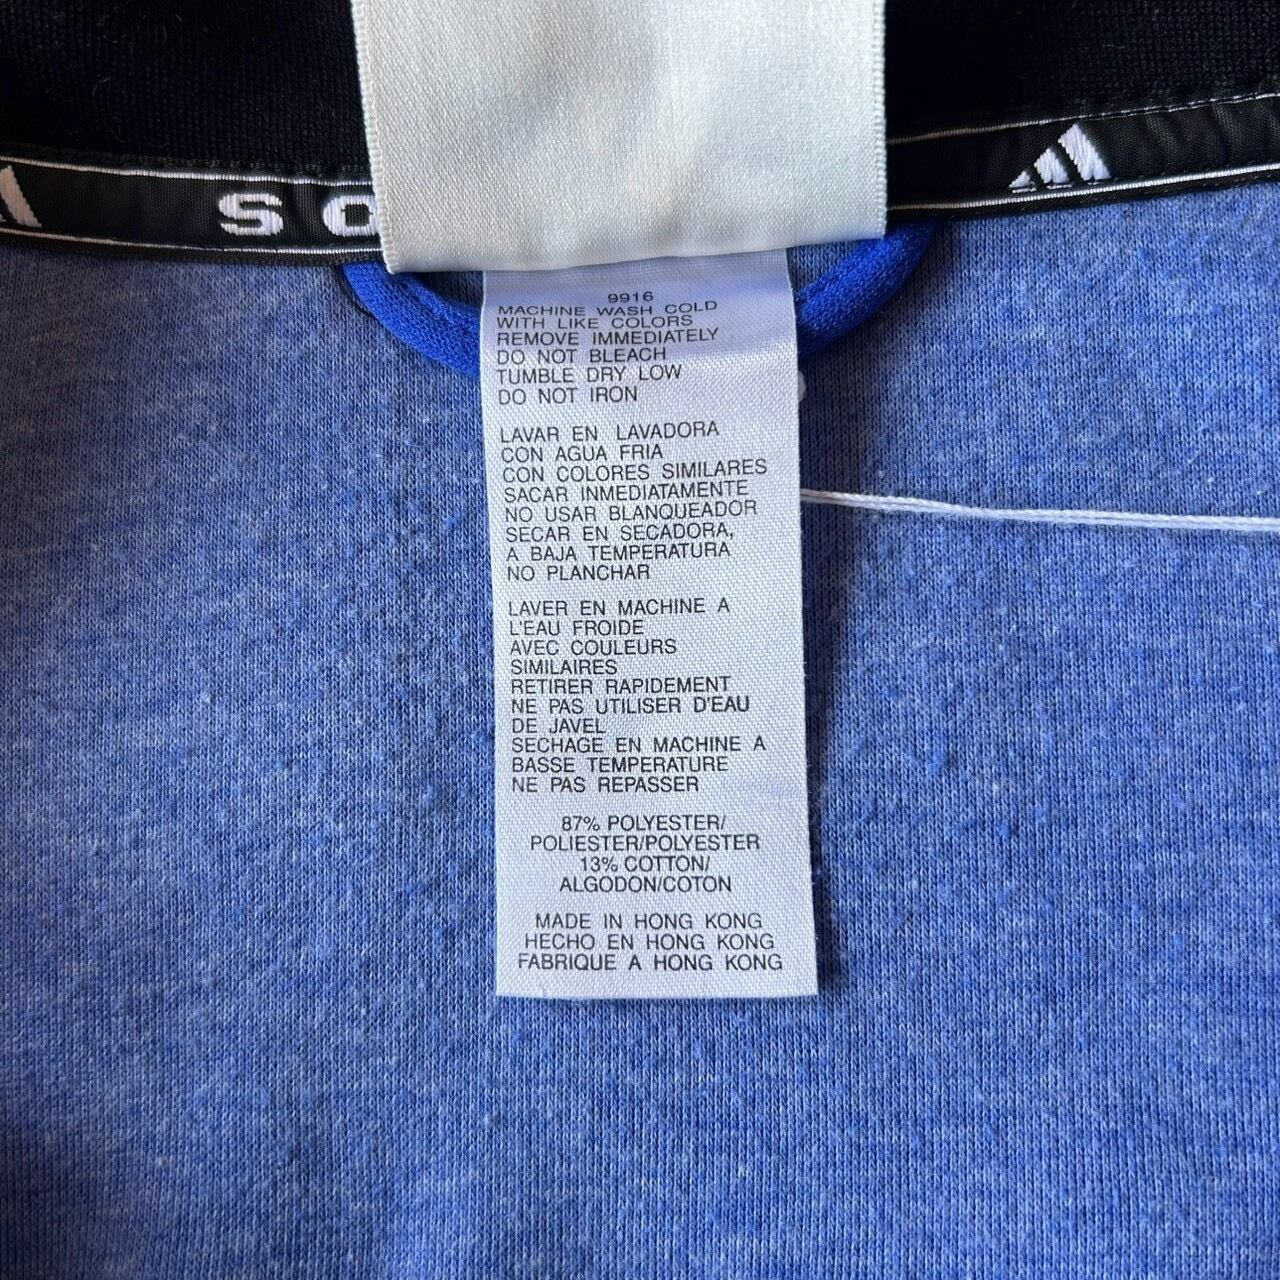 SO
9916
MACHINE WASH COLD
WITH LIKE COLORS
REMOVE IMMEDIATELY
DO NOT BLEACH
TUMBLE DRY LOW
DO NOT IRON
LAVAR EN LAVADORA
CON AGUA FRIA
CON COLORES SIMILARES
SACAR INMEDIATAMENTE
NO USAR BLANQUEADOR
SECAR EN SECADORA,
A BAJA TEMPERATURA
NO PLANCHAR
LAVER EN MACHINE A
L'EAU FROIDE
AVEC COULEURS
SIMILAIRES
RETIRER RAPIDEMENT
NE PAS UTILISER D'EAU
DE JAVEL
SECHAGE EN MACHINE A
BASSE TEMPERATURE
NE PAS REPASSER
87% POLYESTER/
POLIESTER/POLYESTER
13% COTTON/
ALGODON/COTON
MADE IN HONG KONG
HECHO EN HONG KONG
FABRIQUE A HONG KONG